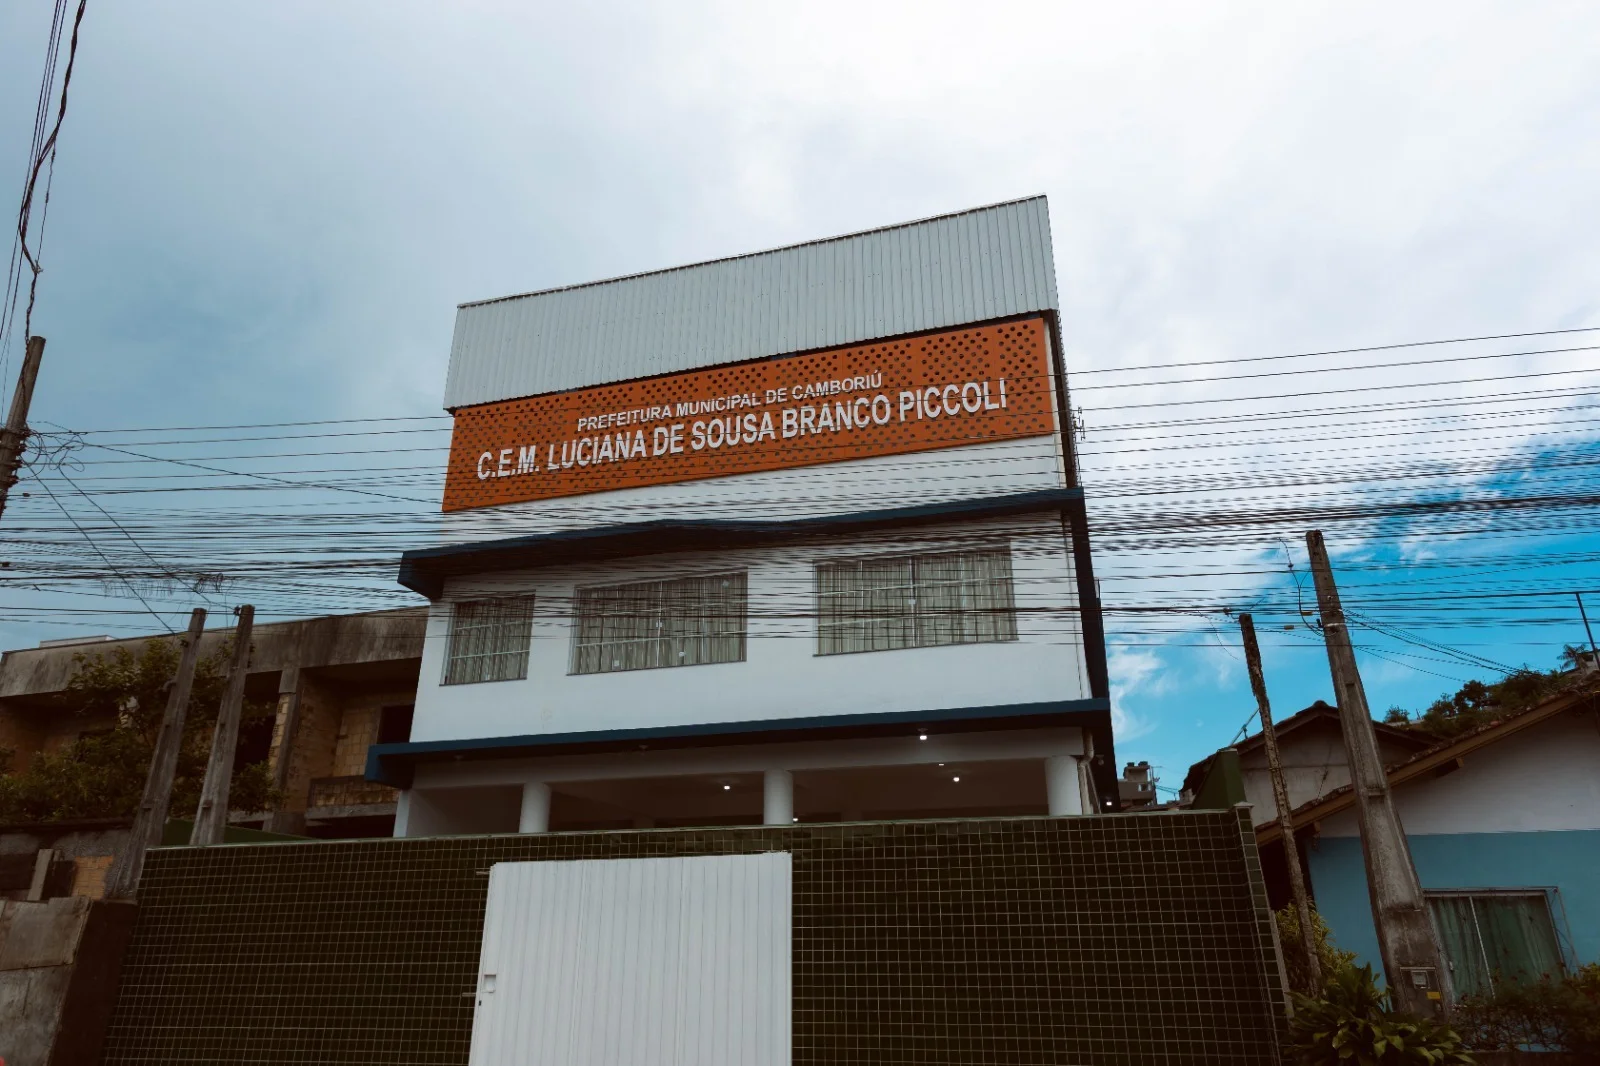 PREFEITURA MUNICIPAL DE CAMBORIÚ
C.E.M. LUCIANA DE SOUSA BRANCO PICCOLI